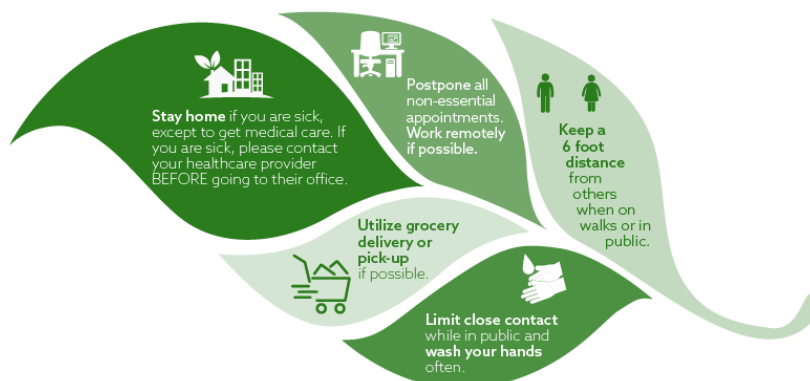 Stay home if you are sick,
except to get medical care. If
you are sick, please contact
your healthcare provider
BEFORE going to their office.
Postpone all
non-essential
appointments.
Work remotely
if possible.
Keep a
6 foot
distance
from
others
when on
walks or in
public.
Utilize grocery
delivery or
pick-up
if possible.
Limit close contact
while in public and
wash your hands
often.